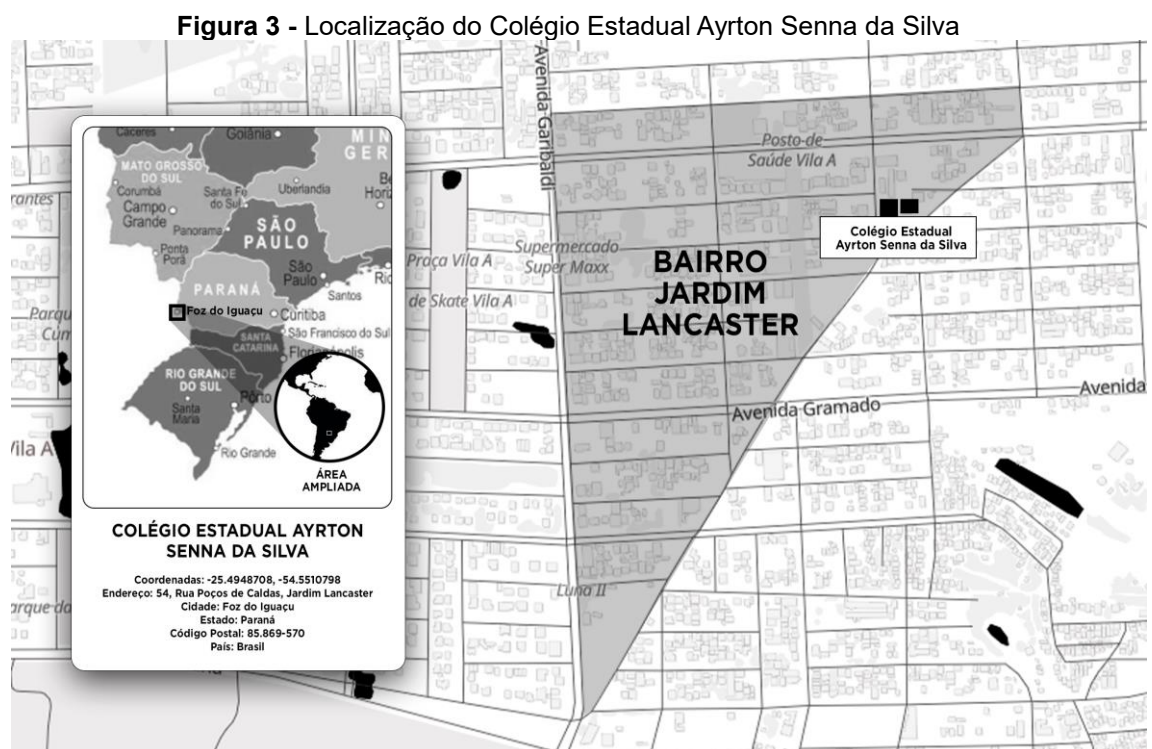 Figura 3 - Localização do Colégio Estadual Ayrton Senna da Silva
Avenida Garibaldi
Posto de
Saúde Vila A
Colégio Estadual
Ayrton Senna da Silva
Supermercado
Super Maxx
Praça Vila A
de Skate Vila A
BAIRRO
JARDIM
LANCASTER
Avenida Gramado
Avenida
Luna II
Vila A
Cáceres
Goiânia
MATO GROSSO
DO SUL
Corumbá
Campo
Grande
Santa Fé
do Sul
Uberlandia
Panorama
Ponta
Porã
SÃO
PAULO
São
Paulo
Santos
PARANÁ
Foz do Iguaçu
Curitiba
São Francisco do Sul
SANTA
CATARINA
Florianópolis
RIO GRANDE
DO SUL
Santa
Maria
Porto
Rio Grande
ÁREA
AMPLIADA
COLÉGIO ESTADUAL AYRTON
SENNA DA SILVA
Coordenadas: -25.4948708, -54.5510798
Endereço: 54, Rua Poços de Caldas, Jardim Lancaster
Cidade: Foz do Iguaçu
Estado: Paraná
Código Postal: 85.869-570
País: Brasil